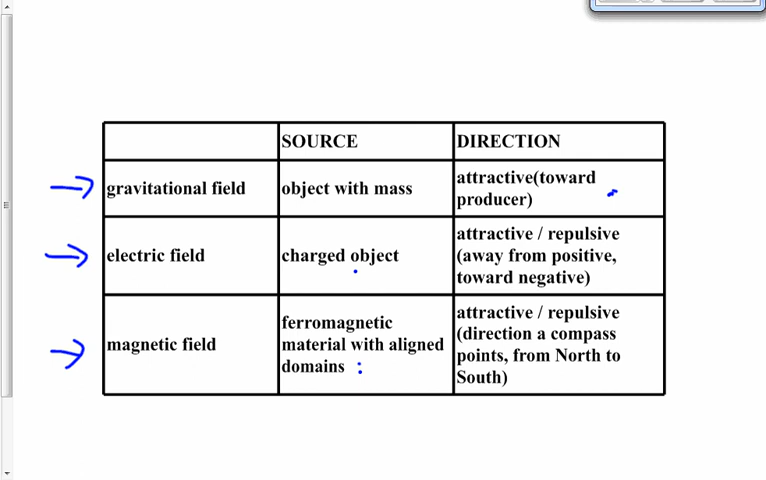 SOURCE DIRECTION
gravitational field
object with mass
attractive(toward
producer)
electric field
charged object
attractive / repulsive
(away from positive,
toward negative)
magnetic field
ferromagnetic
material with aligned
domains
attractive / repulsive
(direction a compass
points, from North to
South)